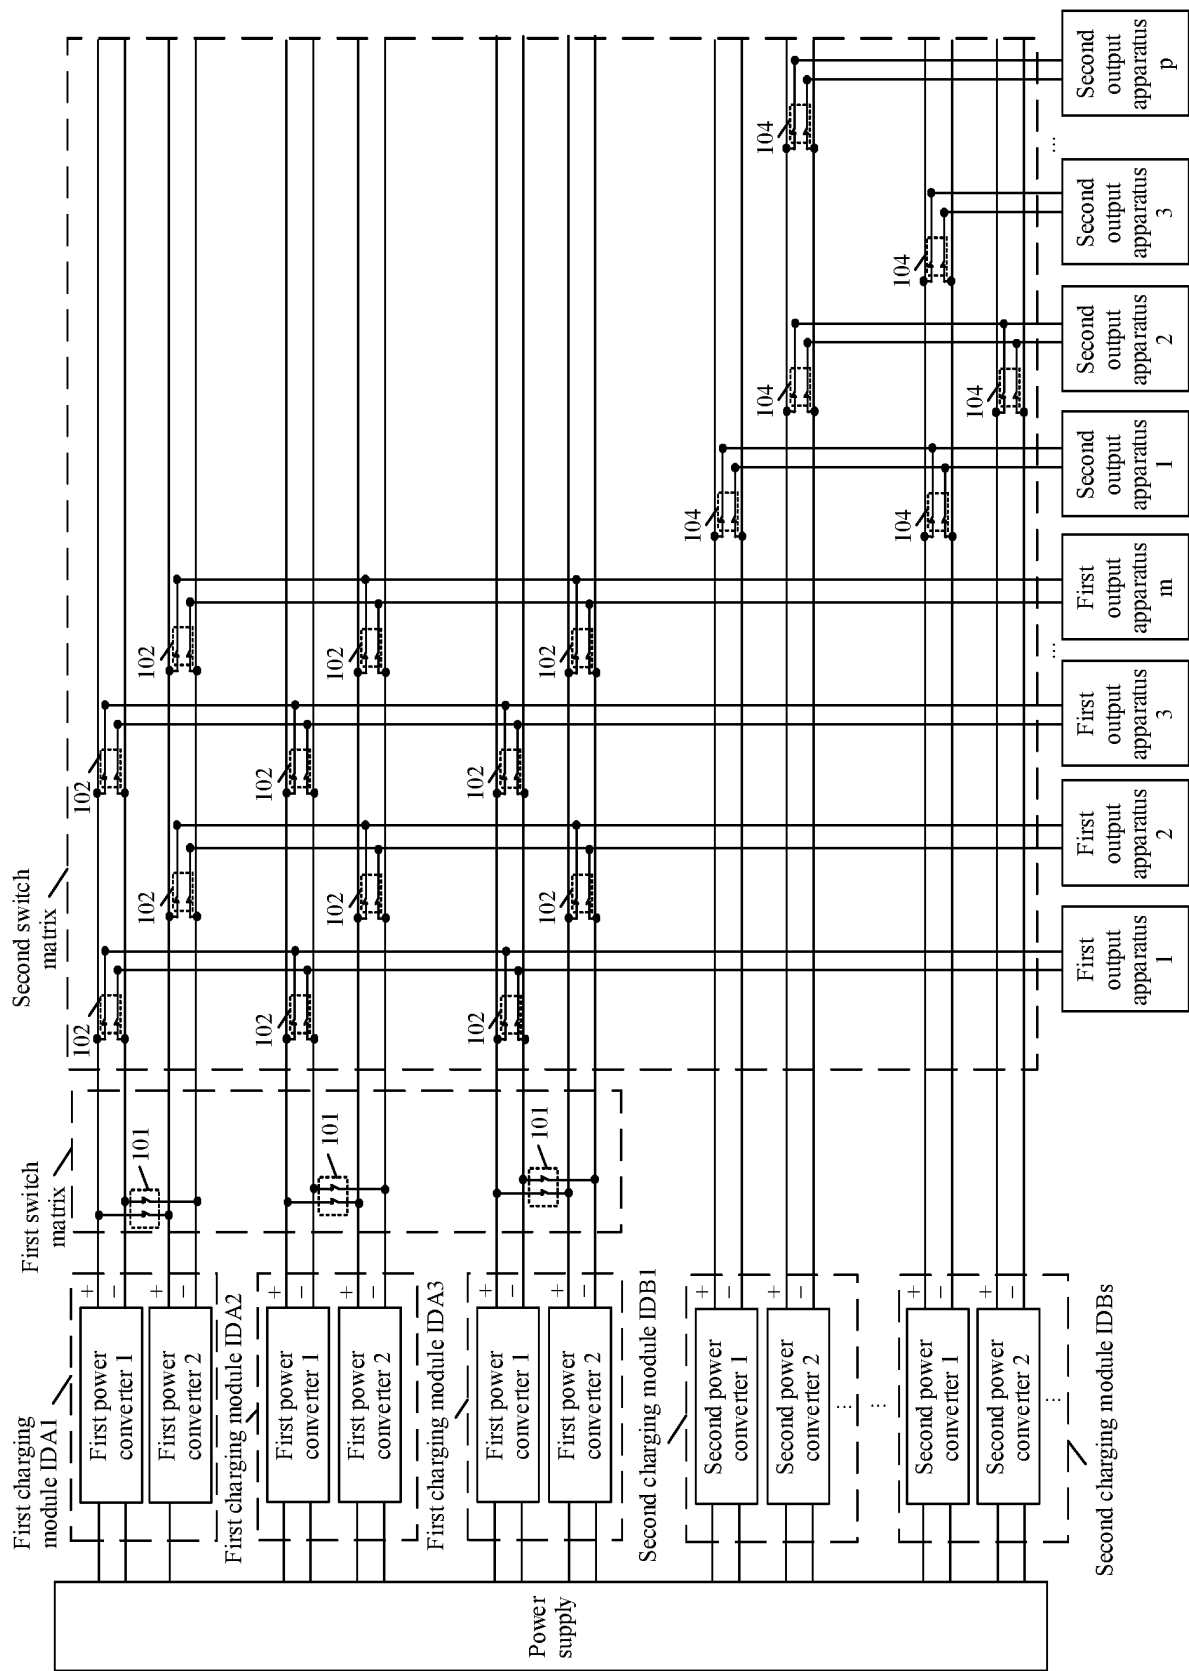 Second switch
matrix
First switch
matrix
102
102
102
102
102
102
102
102
102
102
102
102
104
104
104
104
104
104
101
101
101
First charging
module IDA1
First power
converter 1
+
−
First power
converter 2
+
−
First charging module IDA2
First power
converter 1
+
−
First power
converter 2
+
−
First charging module IDA3
First power
converter 1
+
−
First power
converter 2
+
−
Second charging module IDB1
Second power
converter 1
+
−
Second power
converter 2
+
−
...
...
Second charging module IDBs
Second power
converter 1
+
−
Second power
converter 2
+
−
...
Power
supply
First
output
apparatus
1
First
output
apparatus
2
First
output
apparatus
3
...
First
output
apparatus
m
Second
output
apparatus
1
Second
output
apparatus
2
Second
output
apparatus
3
...
Second
output
apparatus
p